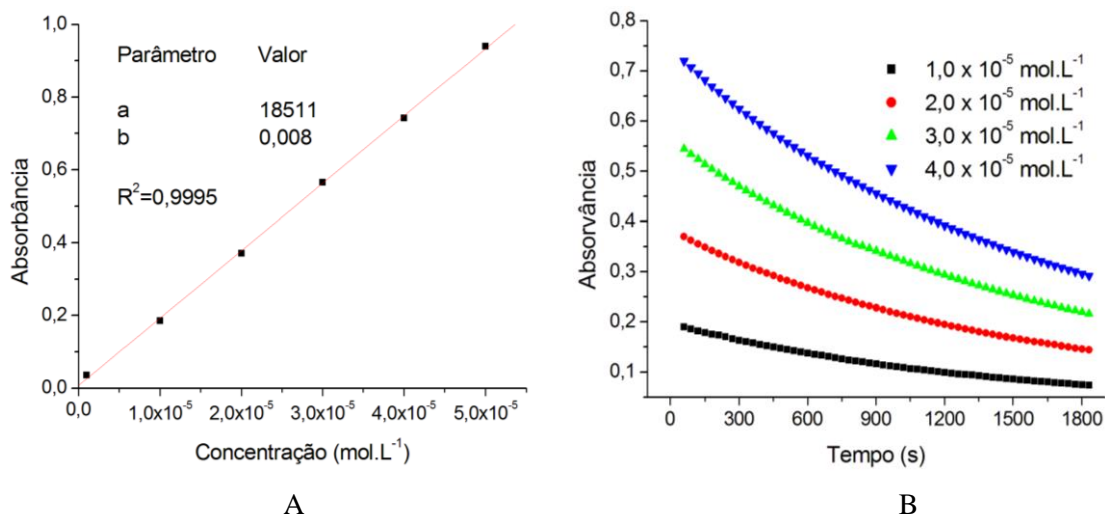 1,0
0,8
0,6
0,4
0,2
0,0
Absorbância
Parâmetro Valor
a 18511
b 0,008
R²=0,9995
0,0 1,0x10⁻⁵ 2,0x10⁻⁵ 3,0x10⁻⁵ 4,0x10⁻⁵ 5,0x10⁻⁵
Concentração (mol.L⁻¹)
A
0,8
0,7
0,6
0,5
0,4
0,3
0,2
0,1
Absorvância
1,0 x 10⁻⁵ mol.L⁻¹
2,0 x 10⁻⁵ mol.L⁻¹
3,0 x 10⁻⁵ mol.L⁻¹
4,0 x 10⁻⁵ mol.L⁻¹
0 300 600 900 1200 1500 1800
Tempo (s)
B